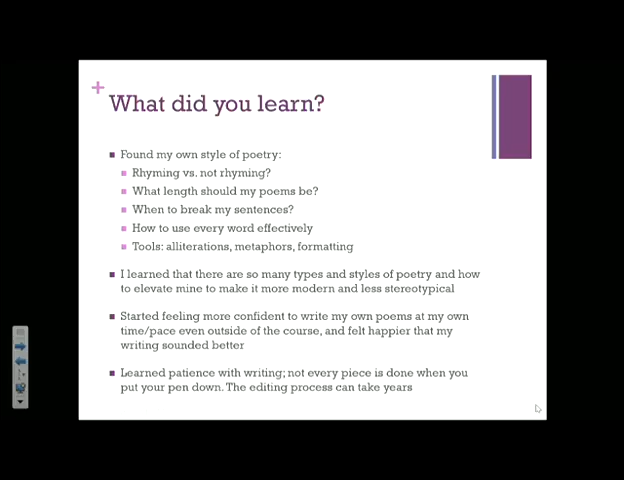 +
What did you learn?
Found my own style of poetry:
Rhyming vs. not rhyming?
What length should my poems be?
When to break my sentences?
How to use every word effectively
Tools: alliterations, metaphors, formatting
I learned that there are so many types and styles of poetry and how
to elevate mine to make it more modern and less stereotypical
Started feeling more confident to write my own poems at my own
time/pace even outside of the course, and felt happier that my
writing sounded better
Learned patience with writing; not every piece is done when you
put your pen down. The editing process can take years